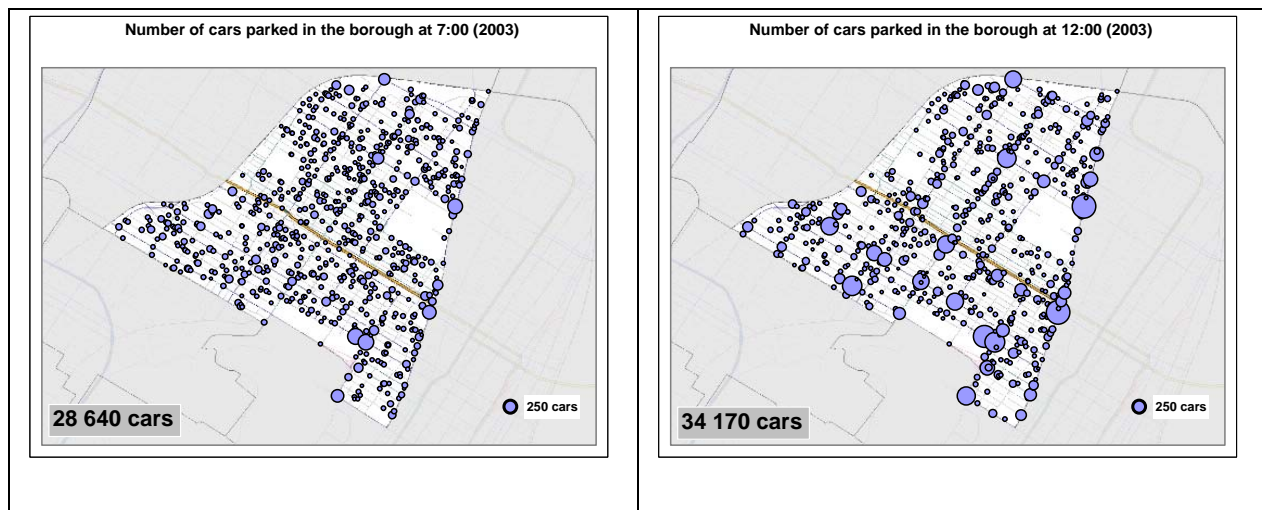 Number of cars parked in the borough at 7:00 (2003)
28 640 cars
250 cars
Number of cars parked in the borough at 12:00 (2003)
34 170 cars
250 cars